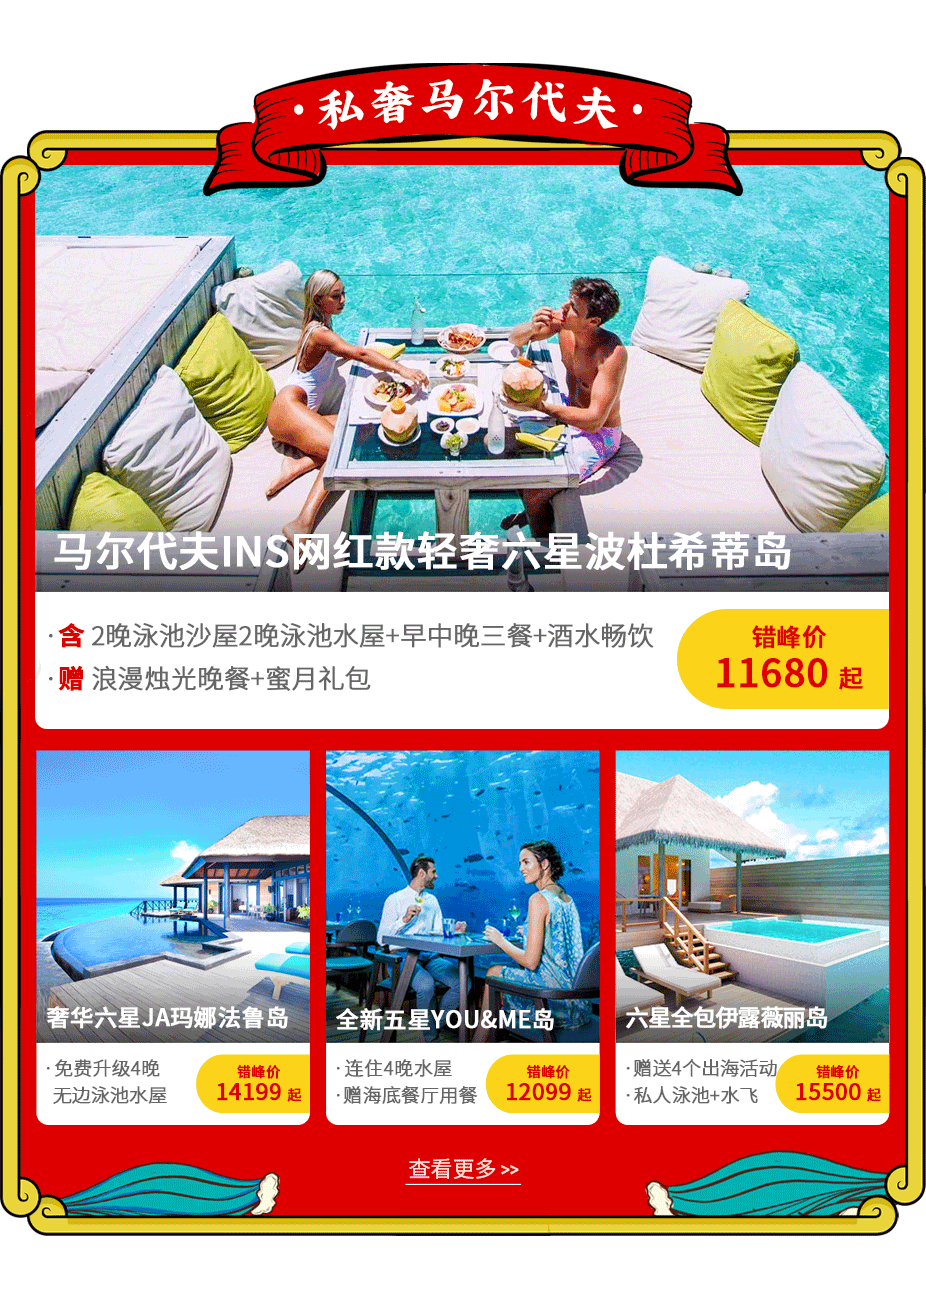 ·私奢马尔代夫·
马尔代夫INS网红款轻奢六星波杜希蒂岛
·含 2晚泳池沙屋2晚泳池水屋+早中晚三餐+酒水畅饮
·赠 浪漫烛光晚餐+蜜月礼包
错峰价
11680 起
奢华六星JA玛娜法鲁岛
·免费升级4晚
无边泳池水屋
错峰价
14199 起
全新五星YOU&ME岛
·连住4晚水屋
·赠海底餐厅用餐
错峰价
12099 起
六星全包伊露薇丽岛
·赠送4个出海活动
·私人泳池+水飞
错峰价
15500 起
查看更多 >>